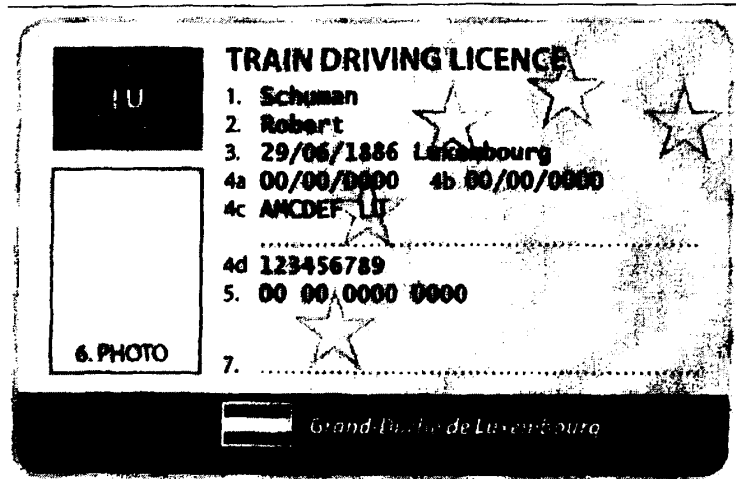 LU
TRAIN DRIVING LICENCE
1. Schuman
2. Robert
3. 29/06/1886 Luxembourg
4a 00/00/0000 4b 00/00/0000
4c AMCDEF LU
4d 123456789
5. 00 00 0000 0000
6. PHOTO
7.
Grand-Duché de Luxembourg